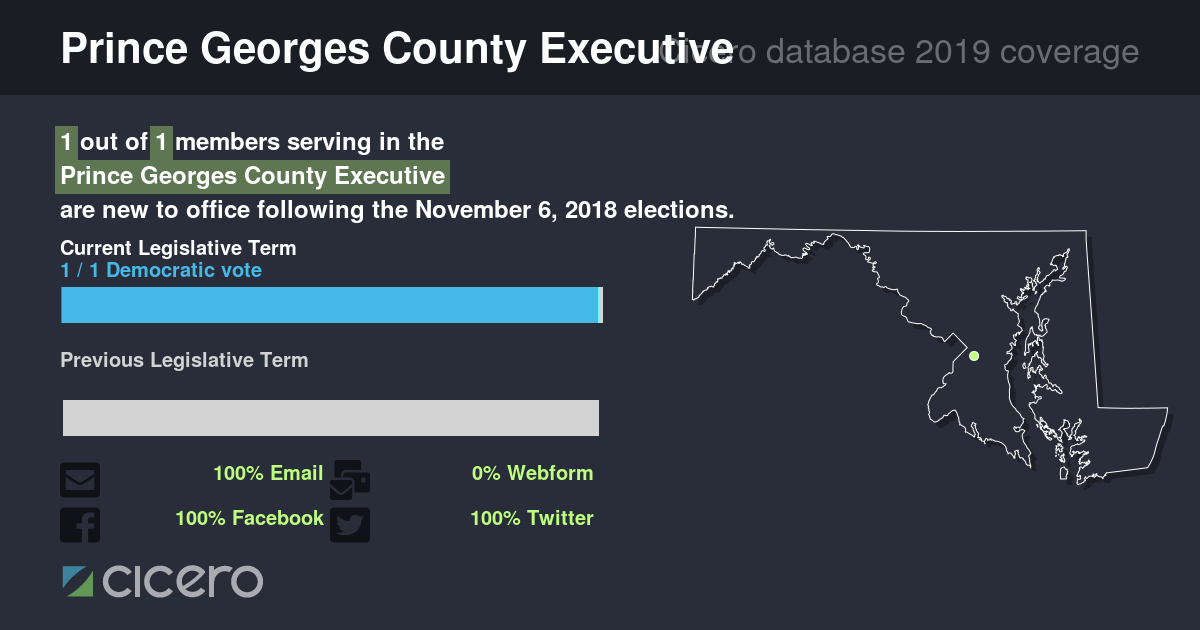 Prince Georges County Executive
Cicero database 2019 coverage
1 out of 1 members serving in the
Prince Georges County Executive
are new to office following the November 6, 2018 elections.
Current Legislative Term
1 / 1 Democratic vote
Previous Legislative Term
100% Email
0% Webform
100% Facebook
100% Twitter
cicero